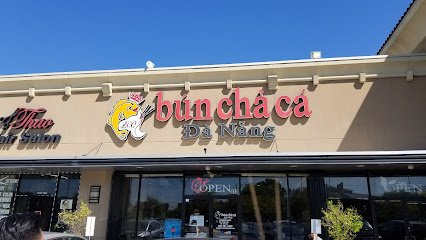 Thao
Hair Salon
bún chả cá
Đà Nẵng
OPEN